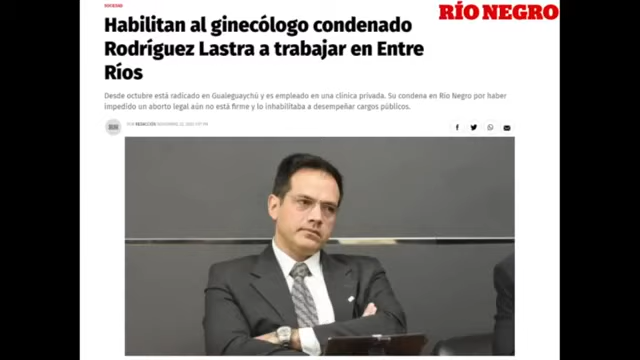 SOCIEDAD
RÍO NEGRO
Habilitan al ginecólogo condenado
Rodríguez Lastra a trabajar en Entre
Ríos
Desde octubre está radicado en Gualeguaychú y es empleado en una clínica privada. Su condena en Río Negro por haber
impedido un aborto legal aún no está firme y lo inhabilitaba a desempeñar cargos públicos.
POR REDACCIÓN